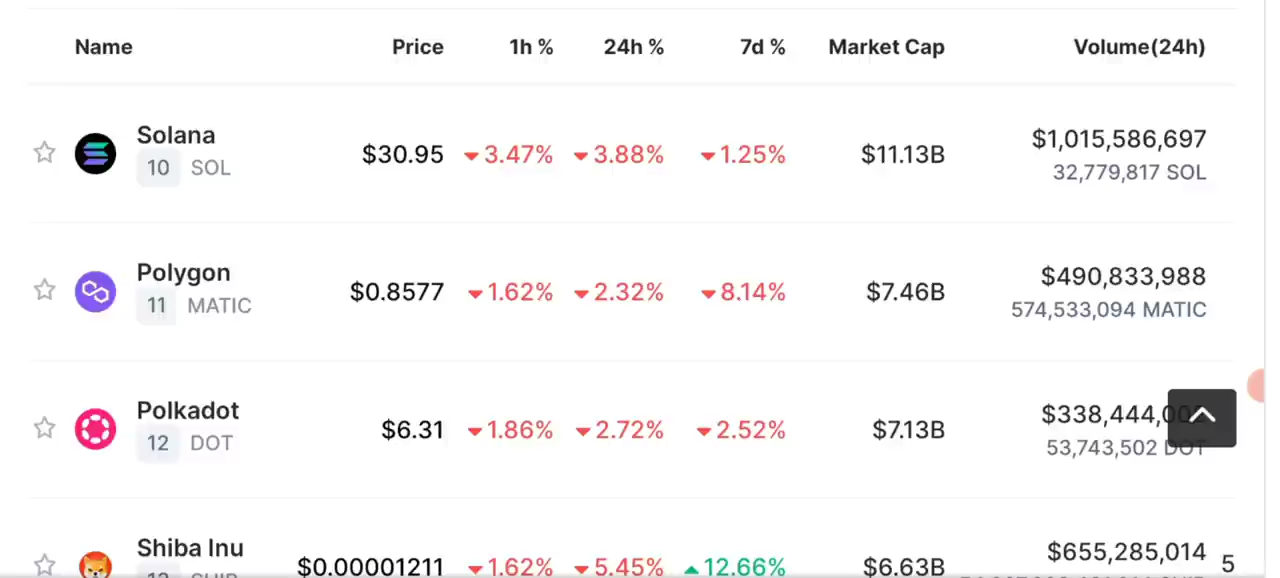 Name Price 1h % 24h % 7d % Market Cap Volume(24h)
Solana
10 SOL
$30.95 3.47% 3.88% 1.25% $11.13B
$1,015,586,697
32,779,817 SOL
Polygon
11 MATIC
$0.8577 1.62% 2.32% 8.14% $7.46B
$490,833,988
574,533,094 MATIC
Polkadot
12 DOT
$6.31 1.86% 2.72% 2.52% $7.13B
53,743,502 DOT
Shiba Inu
$0.00001211 1.62% 5.45% 12.66% $6.63B
$655,285,014
5